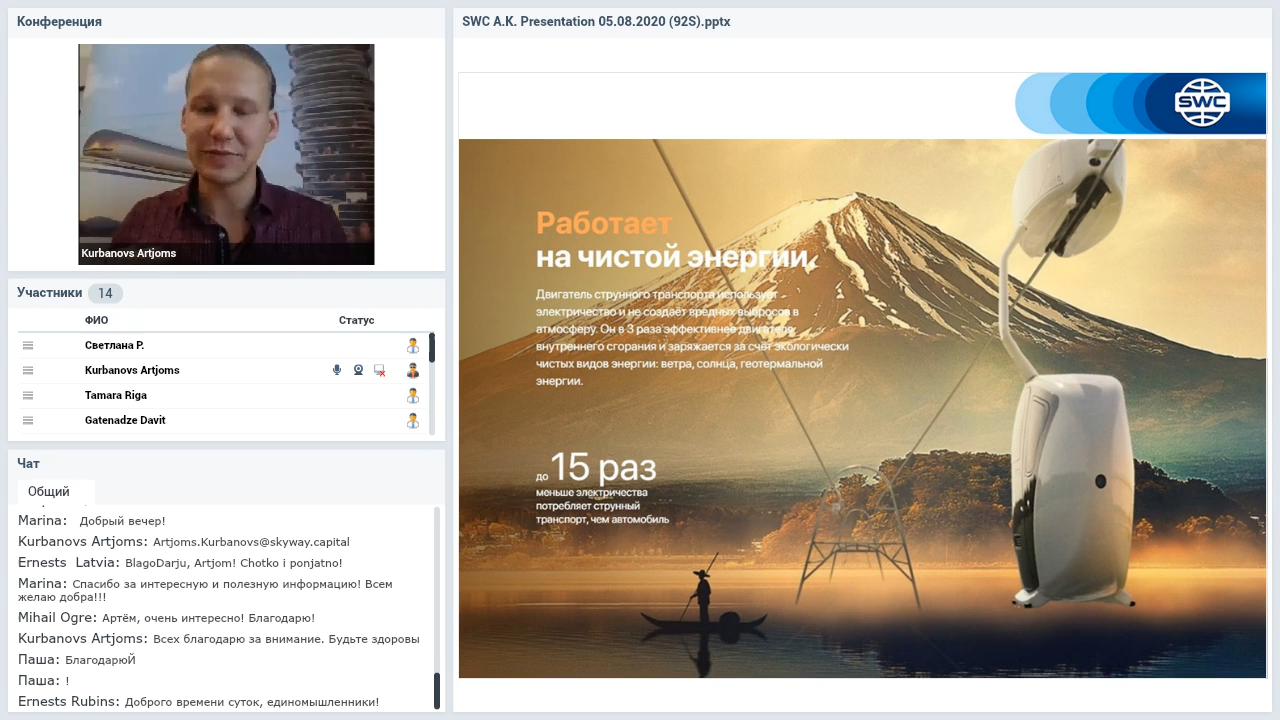 Конференция
Kurbanovs Artjoms
Участники 14
ФИО Статус
Светлана Р.
Kurbanovs Artjoms
Tamara Riga
Gatenadze Davit
Чат
Общий
Marina: Добрый вечер!
Kurbanovs Artjoms: Artjoms.Kurbanovs@skyway.capital
Ernests Latvia: BlagoDarju, Artjom! Chotko i ponjatno!
Marina: Спасибо за интересную и полезную информацию! Всем
желаю добра!!!
Mihail Ogre: Артём, очень интересно! Благодарю!
Kurbanovs Artjoms: Всех благодарю за внимание. Будьте здоровы
Паша: БлагодарюЙ
Паша: !
Ernests Rubins: Доброго времени суток, единомышленники!
SWC A.K. Presentation 05.08.2020 (92S).pptx
SWC
Работает
на чистой энергии.
Двигатель струнного транспорта использует
электричество и не создаёт вредных выбросов в
атмосферу. Он в 3 раза эффективнее двигателя
внутреннего сгорания и заряжается за счёт экологически
чистых видов энергии: ветра, солнца, геотермальной
энергии.
до 15 раз
меньше электричества
потребляет струнный
транспорт, чем автомобиль